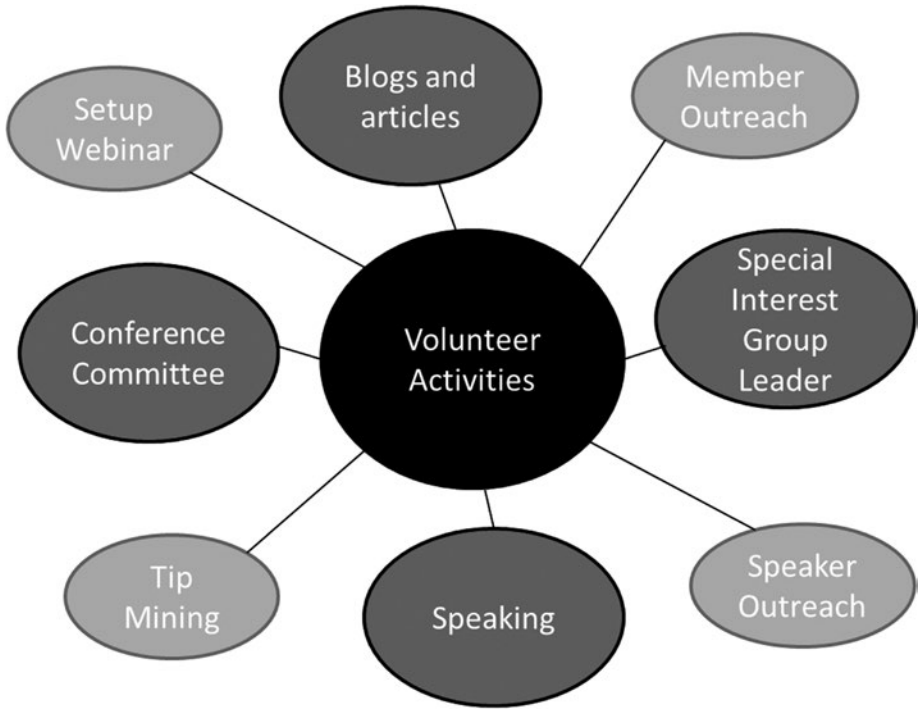 Blogs and
articles
Member
Outreach
Setup
Webinar
Special
Interest
Group
Leader
Conference
Committee
Volunteer
Activities
Tip
Mining
Speaking
Speaker
Outreach